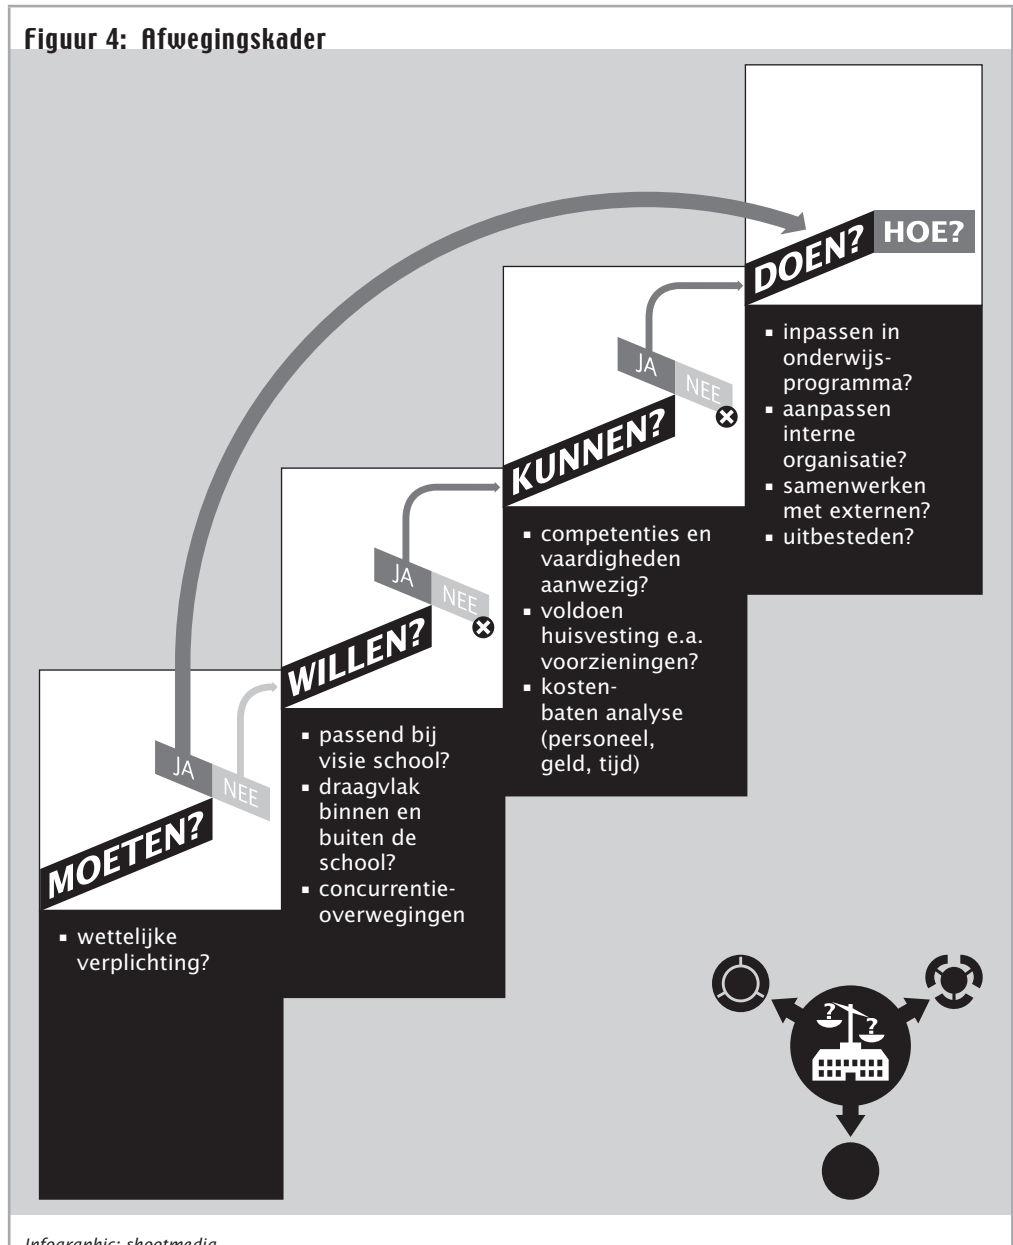 Figuur 4: Afwegingskader
MOETEN?
JA
NEE
▪ wettelijke
verplichting?
WILLEN?
JA
NEE
▪ passend bij
visie school?
▪ draagvlak
binnen en
buiten de
school?
▪ concurrentie-
overwegingen
KUNNEN?
JA
NEE
▪ competenties en
vaardigheden
aanwezig?
▪ voldoen
huisvesting e.a.
voorzieningen?
▪ kosten-
baten analyse
(personeel,
geld, tijd)
DOEN?
HOE?
▪ inpassen in
onderwijs-
programma?
▪ aanpassen
interne
organisatie?
▪ samenwerken
met externen?
▪ uitbesteden?
?
?
Infographic: shootmedia